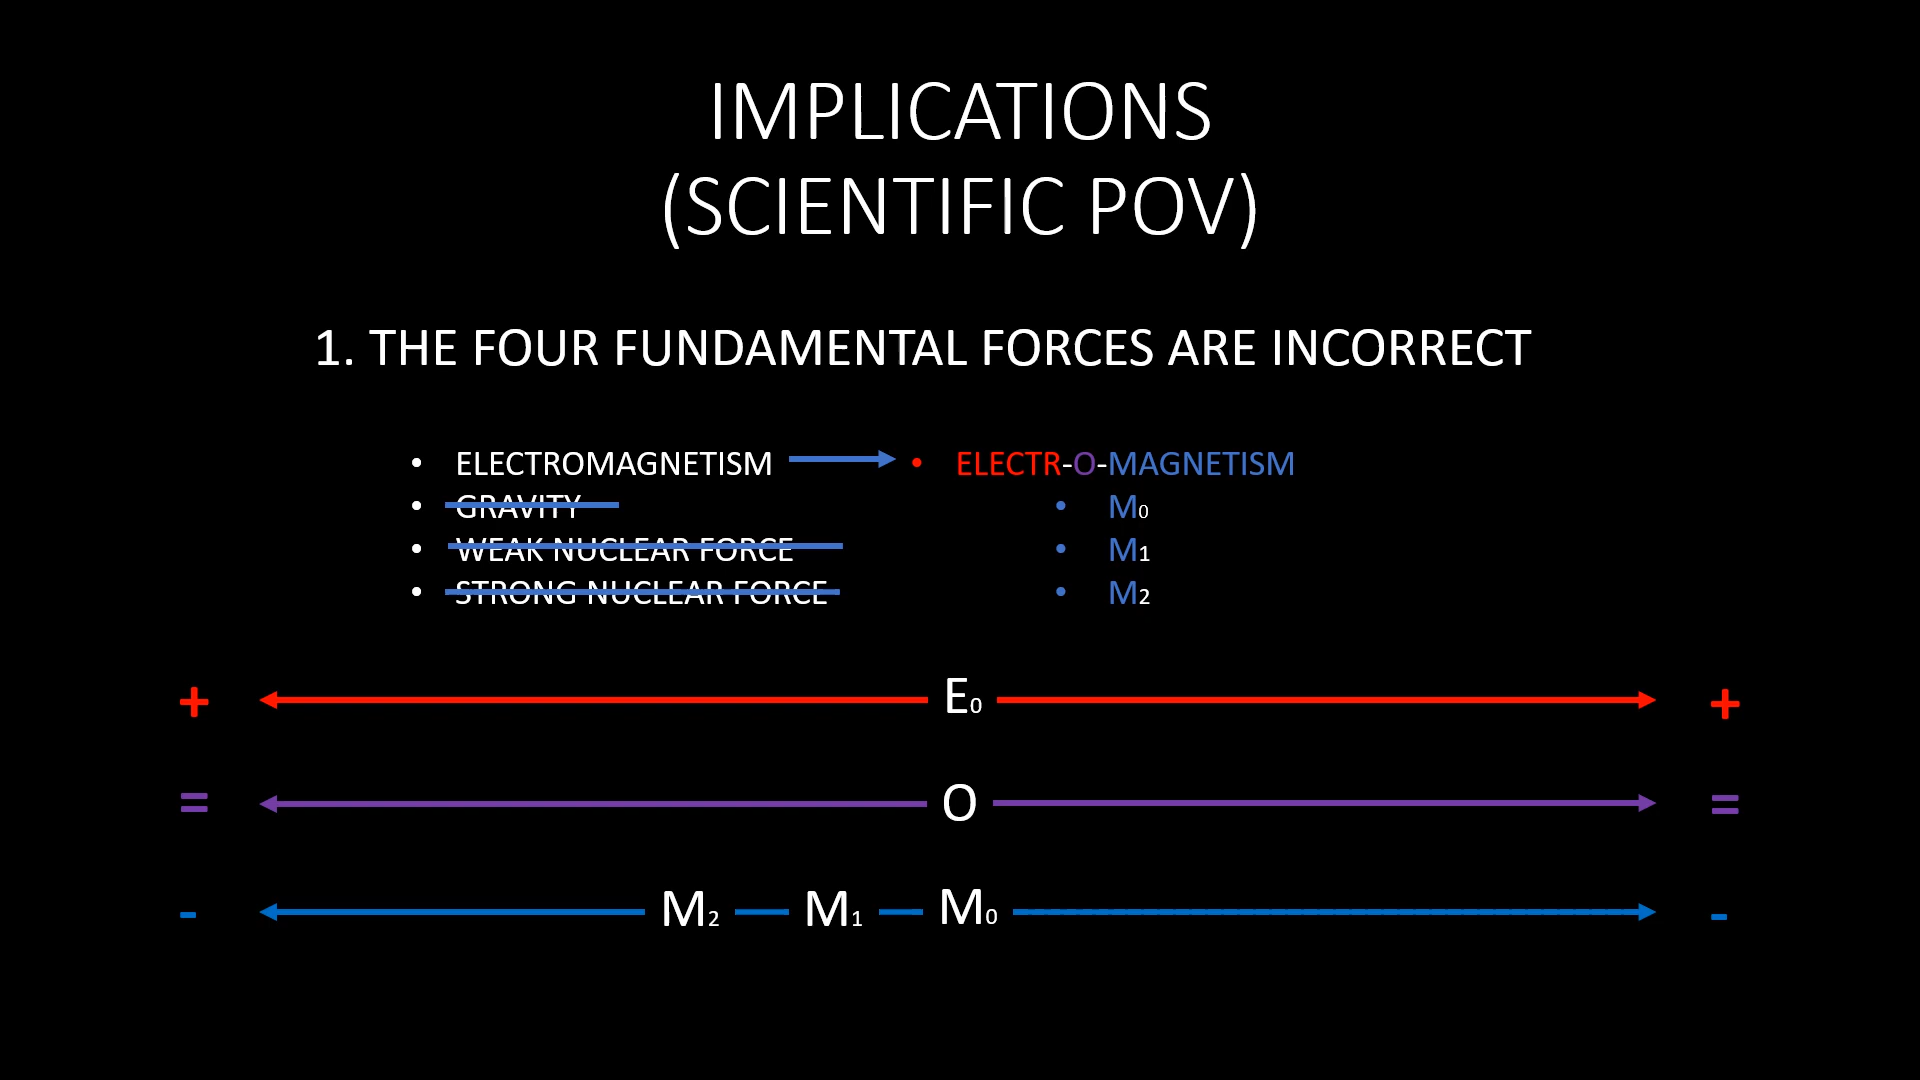 IMPLICATIONS
(SCIENTIFIC POV)
1. THE FOUR FUNDAMENTAL FORCES ARE INCORRECT
• ELECTROMAGNETISM • ELECTR-O-MAGNETISM
• GRAVITY • M0
• WEAK NUCLEAR FORCE • M1
• STRONG NUCLEAR FORCE • M2
+ E0 +
= O =
- M2 M1 M0 -